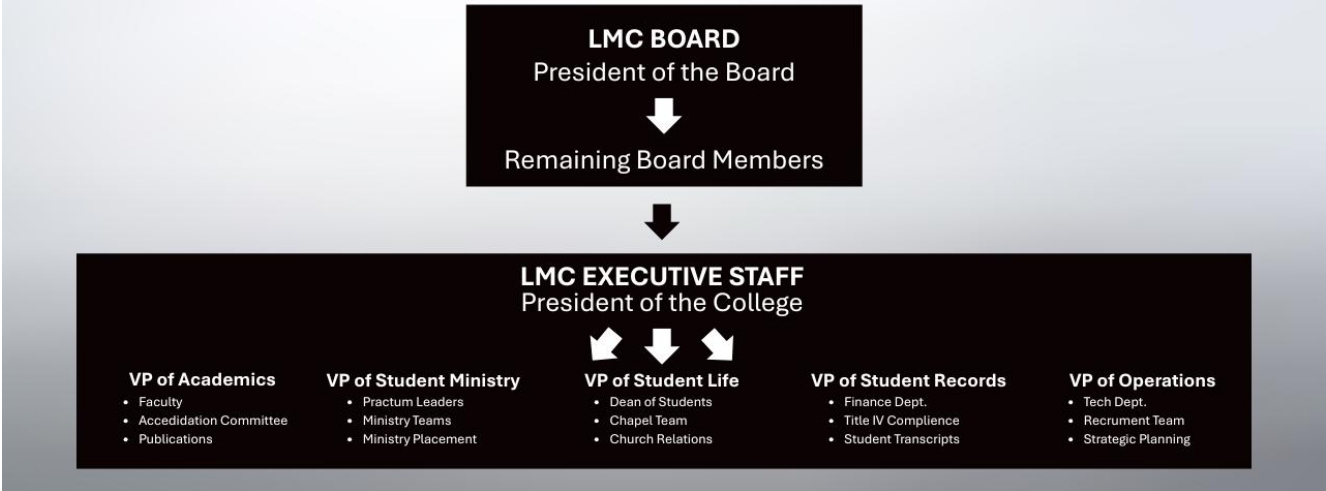 LMC BOARD
President of the Board
Remaining Board Members
LMC EXECUTIVE STAFF
President of the College
VP of Academics
• Faculty
• Accedidation Committee
• Publications
VP of Student Ministry
• Practum Leaders
• Ministry Teams
• Ministry Placement
VP of Student Life
• Dean of Students
• Chapel Team
• Church Relations
VP of Student Records
• Finance Dept.
• Title IV Complience
• Student Transcripts
VP of Operations
• Tech Dept.
• Recrument Team
• Strategic Planning